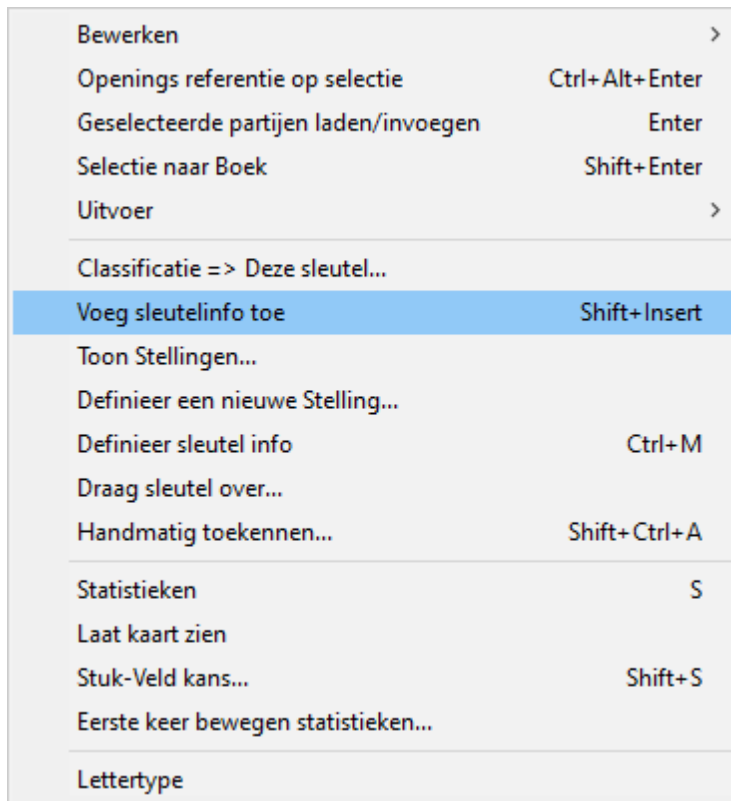 Bewerken
Openings referentie op selectie Ctrl+Alt+Enter
Geselecteerde partijen laden/invoegen Enter
Selectie naar Boek Shift+Enter
Uitvoer
Classificatie => Deze sleutel...
Voeg sleutelinfo toe Shift+Insert
Toon Stellingen...
Definieer een nieuwe Stelling...
Definieer sleutel info Ctrl+M
Draag sleutel over...
Handmatig toekennen... Shift+Ctrl+A
Statistieken S
Laat kaart zien
Stuk-Veld kans... Shift+S
Eerste keer bewegen statistieken...
Lettertype